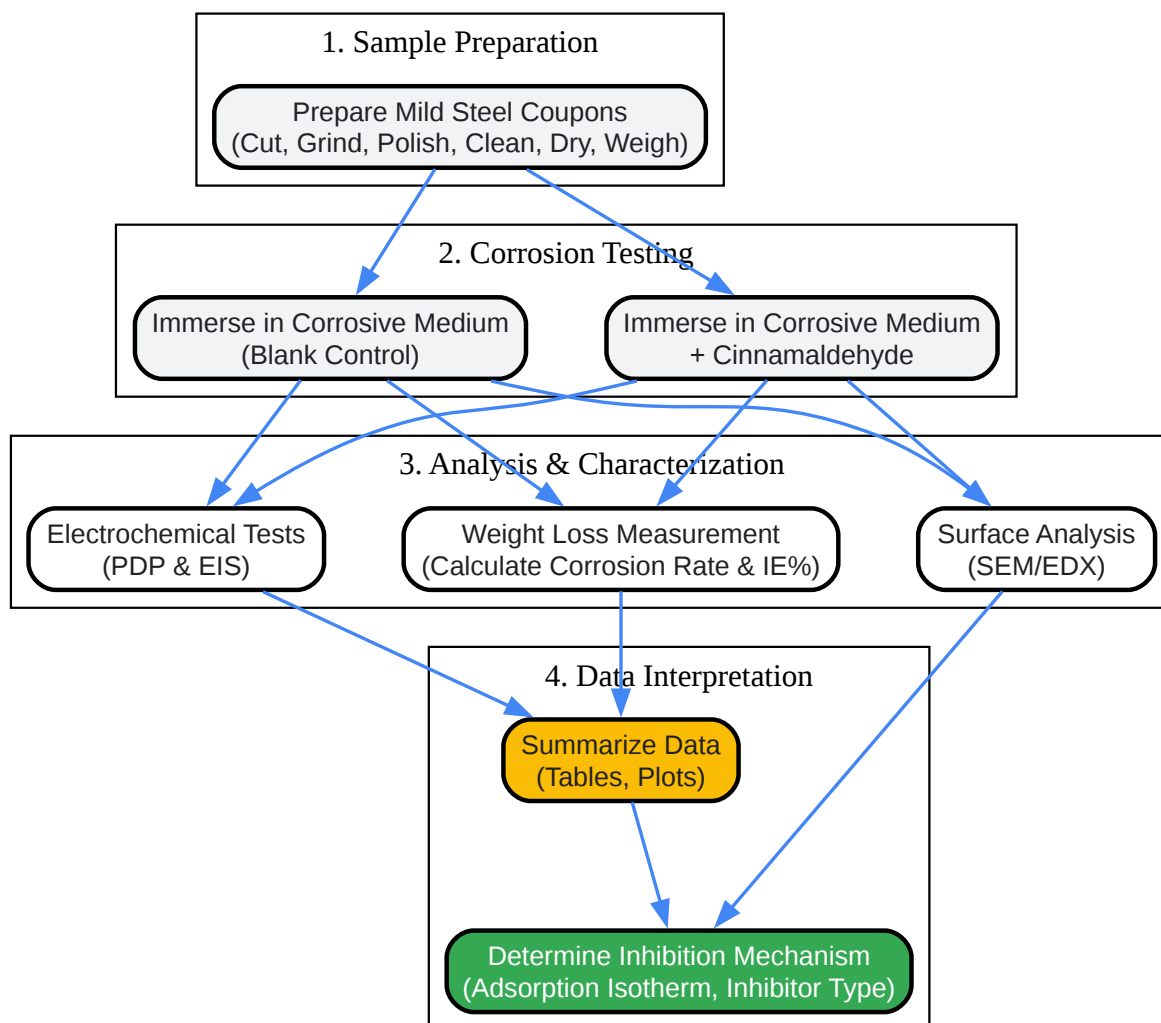 1. Sample Preparation
Prepare Mild Steel Coupons
(Cut, Grind, Polish, Clean, Dry, Weigh)
2. Corrosion Testing
Immerse in Corrosive Medium
(Blank Control)
Immerse in Corrosive Medium
+ Cinnamaldehyde
3. Analysis & Characterization
Electrochemical Tests
(PDP & EIS)
Weight Loss Measurement
(Calculate Corrosion Rate & IE%)
Surface Analysis
(SEM/EDX)
4. Data Interpretation
Summarize Data
(Tables, Plots)
Determine Inhibition Mechanism
(Adsorption Isotherm, Inhibitor Type)